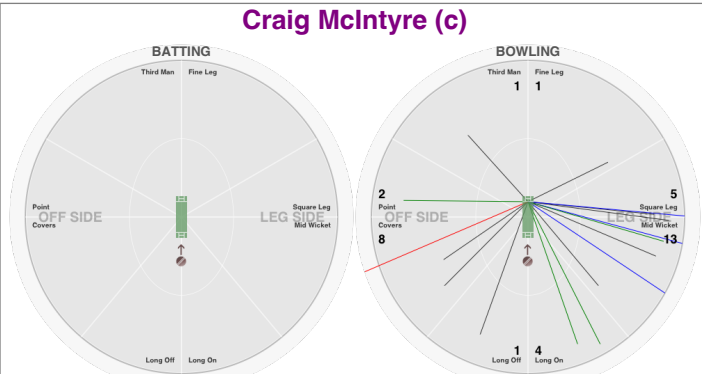 Craig McIntyre (c)
BATTING
Third Man
Fine Leg
Point
OFF SIDE
Covers
Square Leg
LEG SIDE
Mid Wicket
Long Off
Long On
BOWLING
Third Man
Fine Leg
1
1
2
Point
OFF SIDE
Covers
8
5
Square Leg
LEG SIDE
Mid Wicket
13
1
4
Long Off
Long On